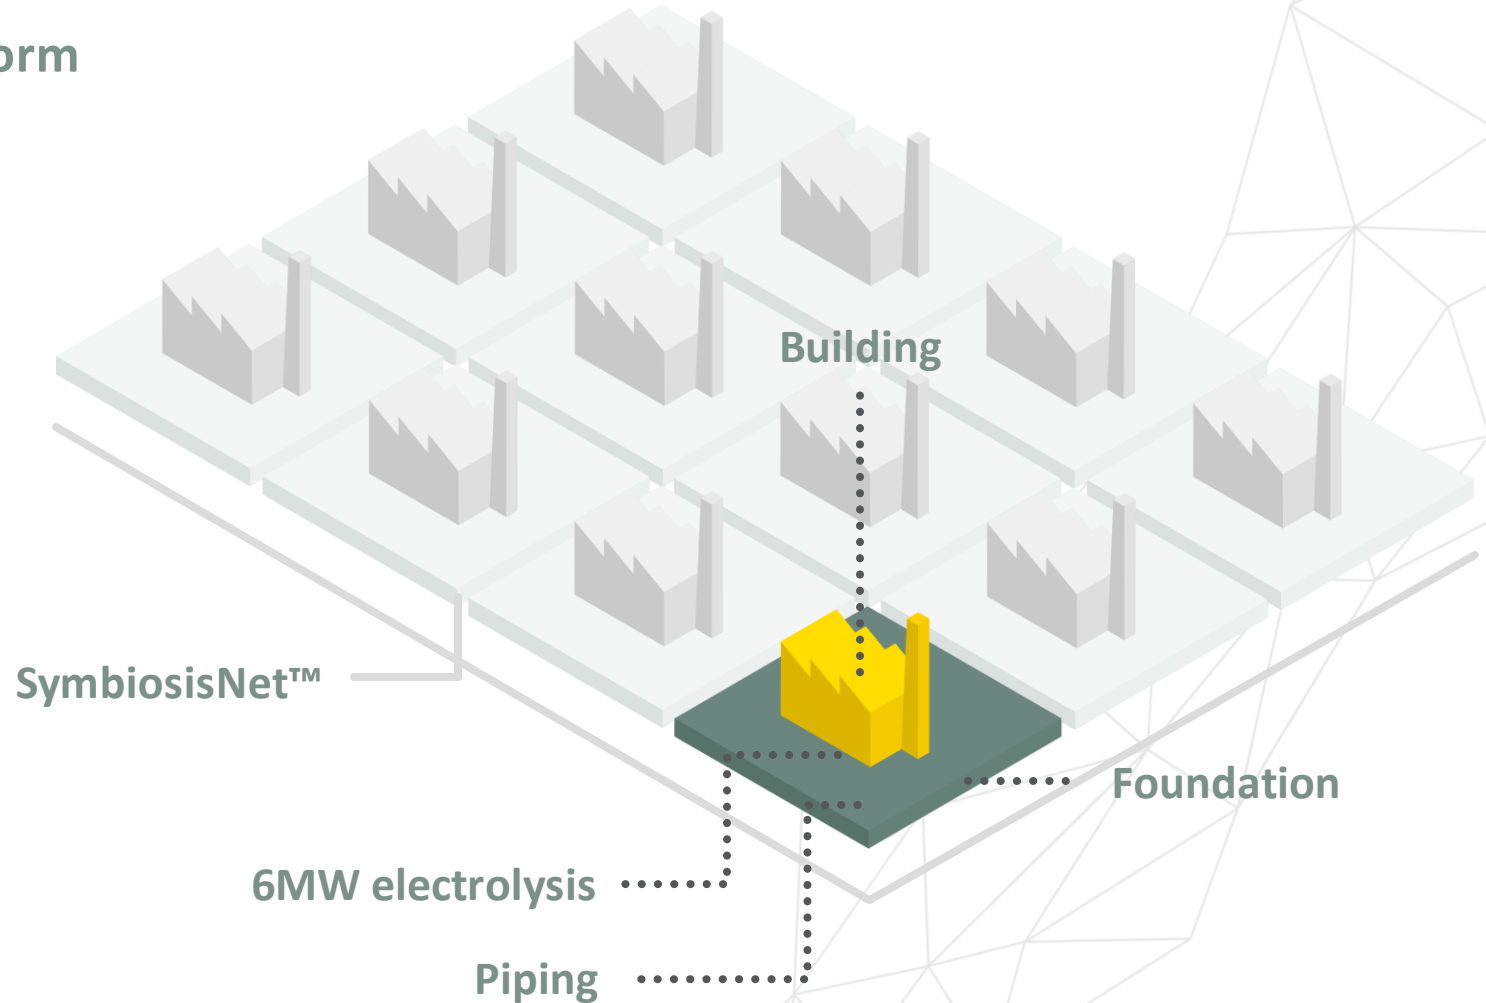 orm
Building
SymbiosisNet™
Foundation
6MW electrolysis
Piping